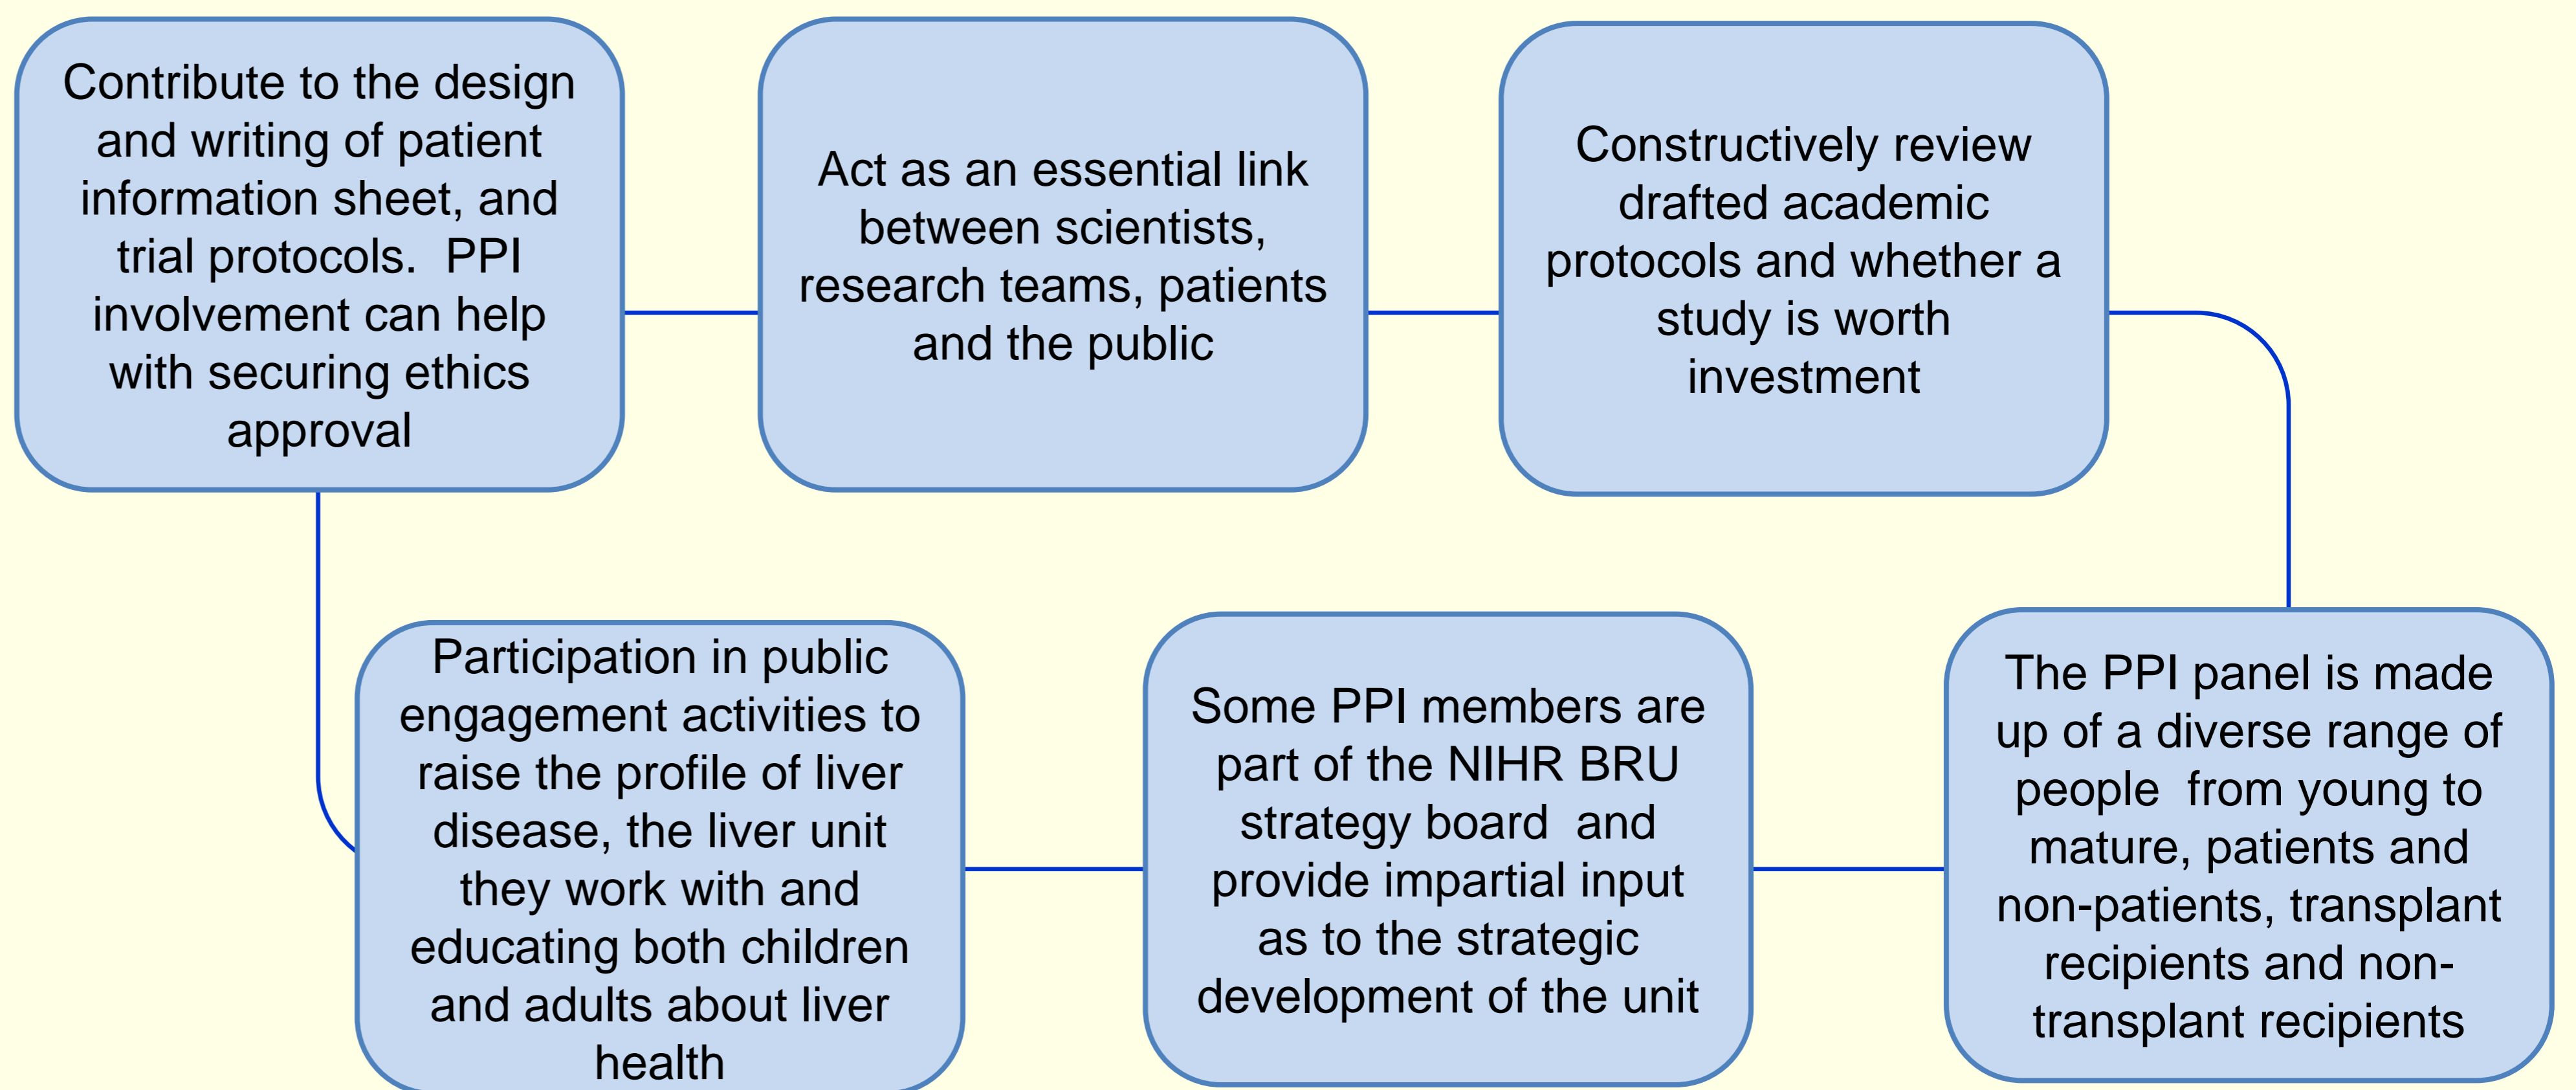 Contribute to the design
and writing of patient
information sheet, and
trial protocols.  PPI
involvement can help
with securing ethics
approval
Act as an essential link
between scientists,
research teams, patients
and the public
Constructively review
drafted academic
protocols and whether a
study is worth
investment
Participation in public
engagement activities to
raise the profile of liver
disease, the liver unit
they work with and
educating both children
and adults about liver
health
Some PPI members are
part of the NIHR BRU
strategy board  and
provide impartial input
as to the strategic
development of the unit
The PPI panel is made
up of a diverse range of
people  from young to
mature, patients and
non-patients, transplant
recipients and non-
transplant recipients